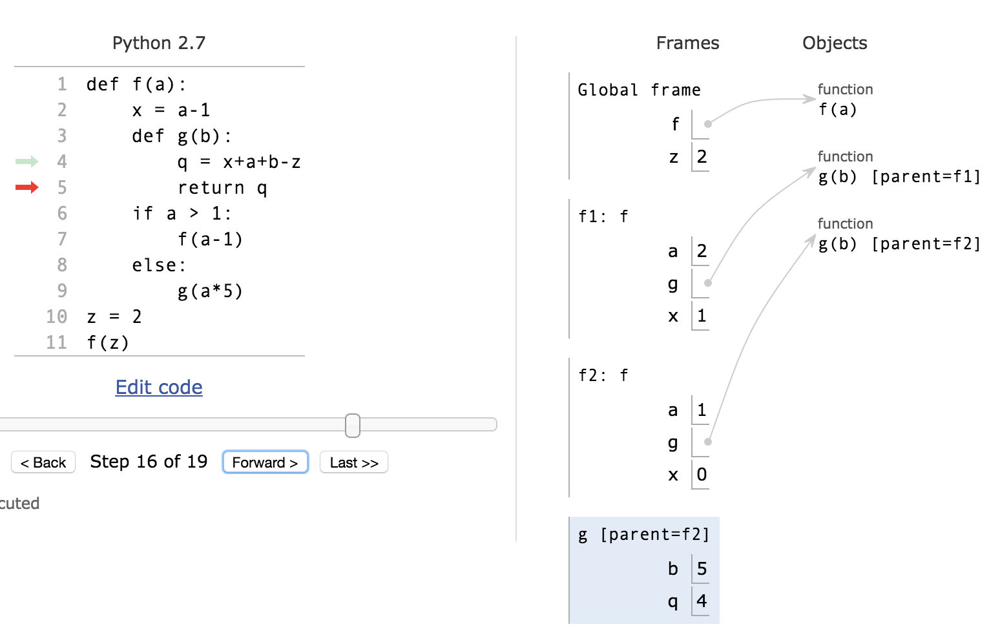 Python 2.7
1 def f(a):
2     x = a-1
3     def g(b):
4         q = x+a+b-z
5         return q
6     if a > 1:
7         f(a-1)
8     else:
9         g(a*5)
10 z = 2
11 f(z)
Edit code
< Back Step 16 of 19 Forward > Last >>
cuted
Frames Objects
Global frame
f
z 2
function
f(a)
function
g(b) [parent=f1]
function
g(b) [parent=f2]
f1: f
a 2
g
x 1
f2: f
a 1
g
x 0
g [parent=f2]
b 5
q 4